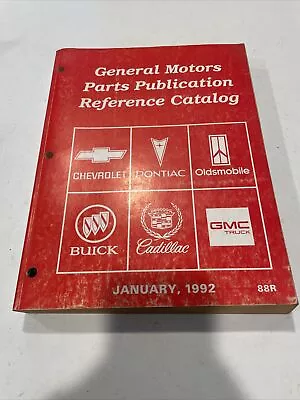 General Motors
Parts Publication
Reference Catalog
CHEVROLET
PONTIAC
Oldsmobile
BUICK
Cadillac
GMC
TRUCK
JANUARY, 1992
88R